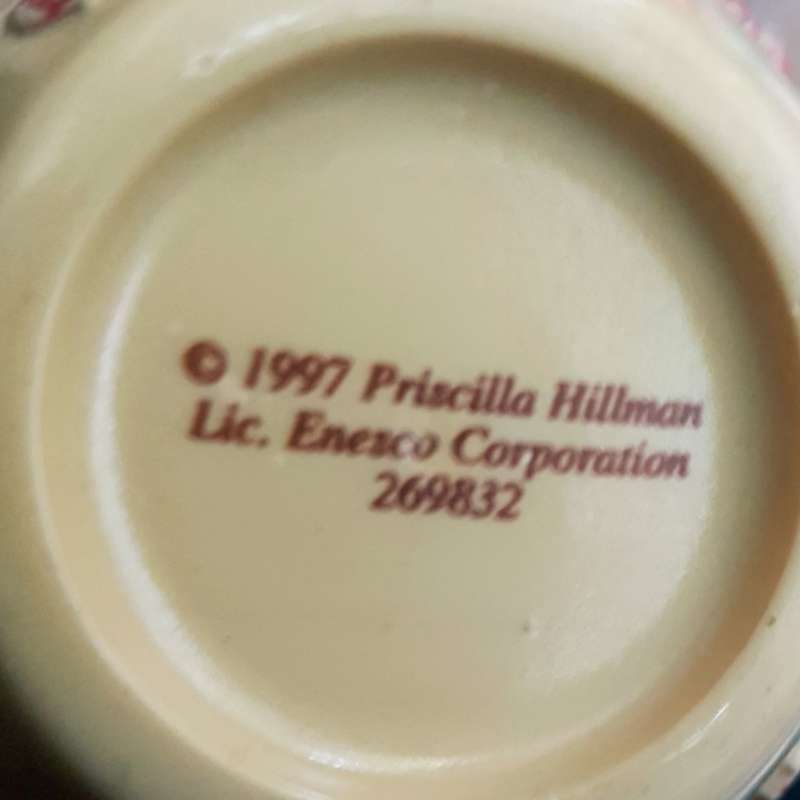 © 1997 Priscilla Hillman
Lic. Enesco Corporation
269832